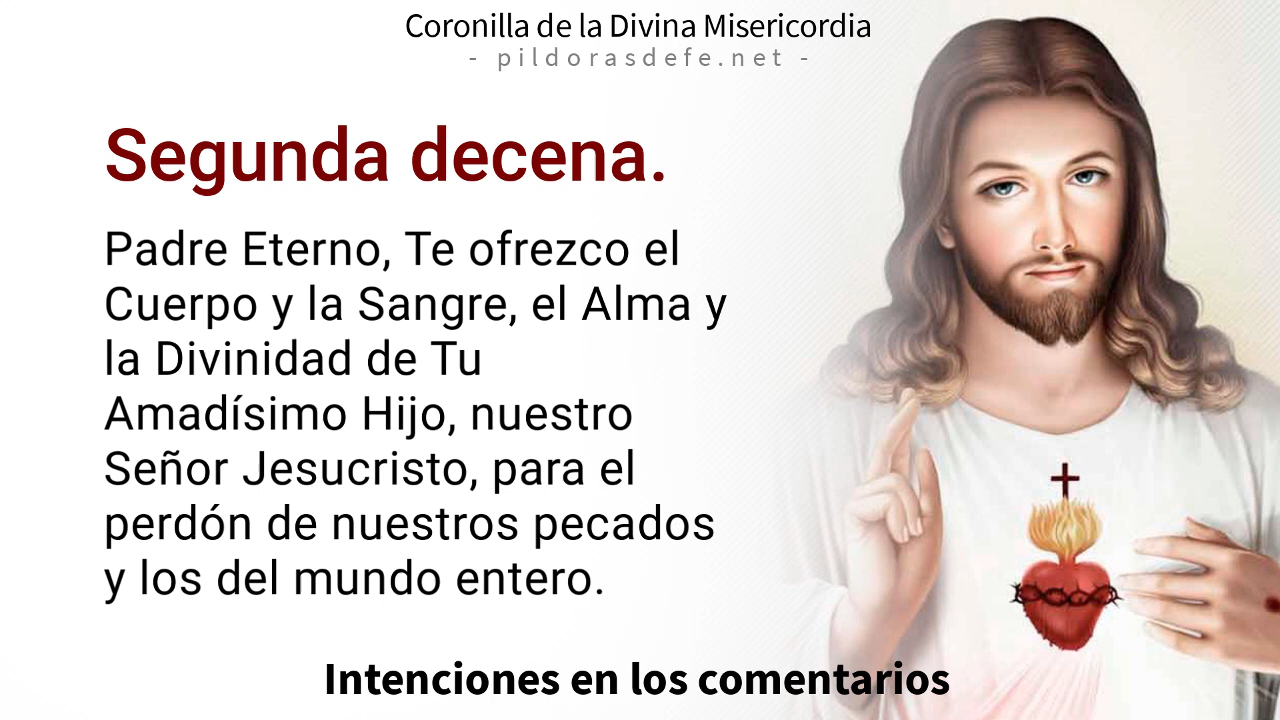 Coronilla de la Divina Misericordia
- pildorasdefe.net -
Segunda decena.
Padre Eterno, Te ofrezco el
Cuerpo y la Sangre, el Alma y
la Divinidad de Tu
Amadísimo Hijo, nuestro
Señor Jesucristo, para el
perdón de nuestros pecados
y los del mundo entero.
Intenciones en los comentarios